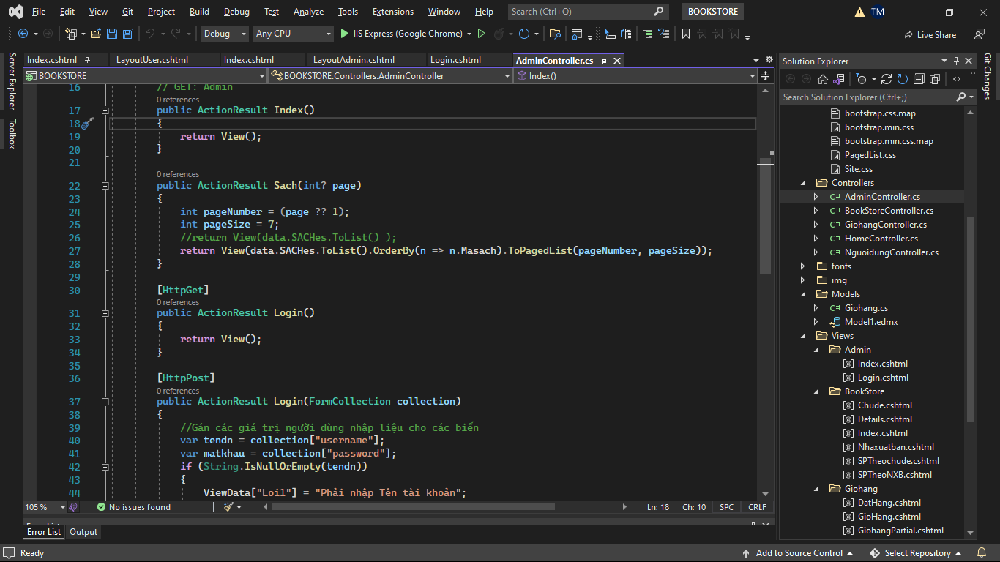 File Edit View Git Project Build Debug Test Analyze Tools Extensions Window Help Search (Ctrl+Q) BOOKSTORE TM
Debug Any CPU IIS Express (Google Chrome) Live Share
Server Explorer
Toolbox
Index.cshtml _LayoutUser.cshtml Index.cshtml _LayoutAdmin.cshtml Login.cshtml AdminController.cs
BOOKSTORE BOOKSTORE.Controllers.AdminController Index()
16 // GET: Admin
0 references
17 public ActionResult Index()
18 {
19 return View();
20 }
21
0 references
22 public ActionResult Sach(int? page)
23 {
24 int pageNumber = (page ?? 1);
25 int pageSize = 7;
26 //return View(data.SACHes.ToList() );
27 return View(data.SACHes.ToList().OrderBy(n => n.Masach).ToPagedList(pageNumber, pageSize));
28 }
29
30 [HttpGet]
0 references
31 public ActionResult Login()
32 {
33 return View();
34 }
35
36 [HttpPost]
0 references
37 public ActionResult Login(FormCollection collection)
38 {
39 //Gán các giá trị người dùng nhập liệu cho các biến
40 var tendn = collection["username"];
41 var matkhau = collection["password"];
42 if (String.IsNullOrEmpty(tendn))
43 {
44 ViewData["Loi1"] = "Phải nhập Tên tài khoản";
105 % No issues found Ln: 18 Ch: 10 SPC CRLF
Error List Output
Solution Explorer
Search Solution Explorer (Ctrl+;)
bootstrap.css.map
bootstrap.min.css
bootstrap.min.css.map
PagedList.css
Site.css
Controllers
C# AdminController.cs
C# BookStoreController.cs
C# GiohangController.cs
C# HomeController.cs
C# NguoidungController.cs
fonts
img
Models
C# Giohang.cs
Model1.edmx
Views
Admin
Index.cshtml
Login.cshtml
BookStore
Chude.cshtml
Details.cshtml
Index.cshtml
Nhaxuatban.cshtml
SPTheochude.cshtml
SPTheoNXB.cshtml
Giohang
DatHang.cshtml
GioHang.cshtml
GiohangPartial.cshtml
Git Changes
Ready Add to Source Control Select Repository